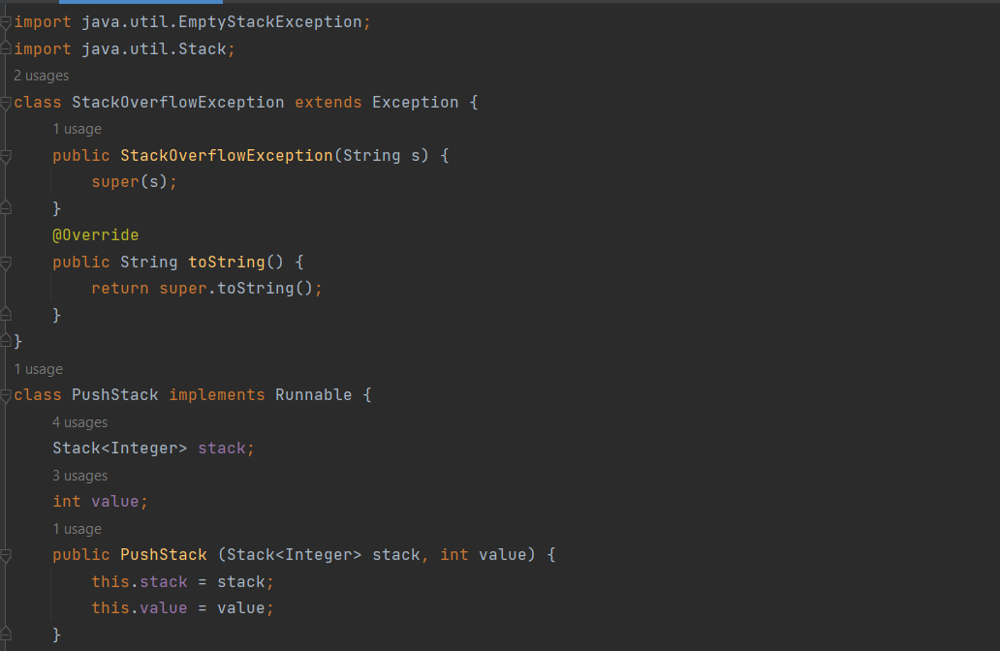 import java.util.EmptyStackException;
import java.util.Stack;
2 usages
class StackOverflowException extends Exception {
1 usage
public StackOverflowException(String s) {
super(s);
}
@Override
public String toString() {
return super.toString();
}
}
1 usage
class PushStack implements Runnable {
4 usages
Stack<Integer> stack;
3 usages
int value;
1 usage
public PushStack (Stack<Integer> stack, int value) {
this.stack = stack;
this.value = value;
}